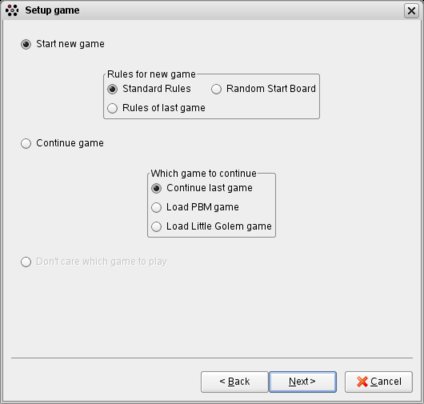 Setup game
Start new game
Rules for new game
Standard Rules Random Start Board
Rules of last game
Continue game
Which game to continue
Continue last game
Load PBM game
Load Little Golem game
Don't care which game to play
< Back Next > Cancel